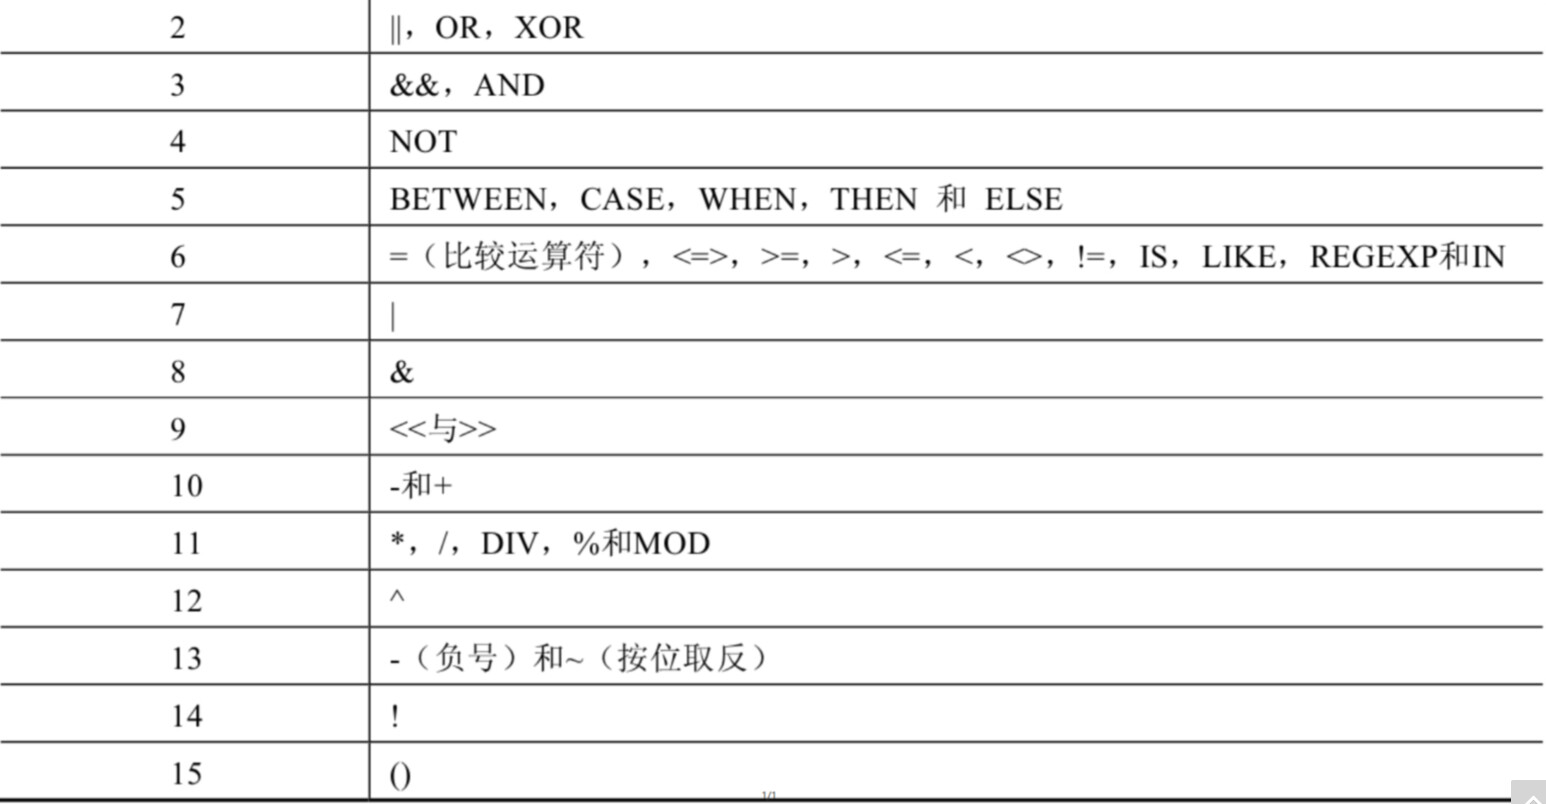 2 ||，OR，XOR
3 &&，AND
4 NOT
5 BETWEEN，CASE，WHEN，THEN 和 ELSE
6 =（比较运算符），<=>，>=，>，<=，<，<>，!=，IS，LIKE，REGEXP和IN
7 |
8 &
9 <<与>>
10 -和+
11 *，/，DIV，%和MOD
12 ^
13 -（负号）和~（按位取反）
14 !
15 ()
1/1